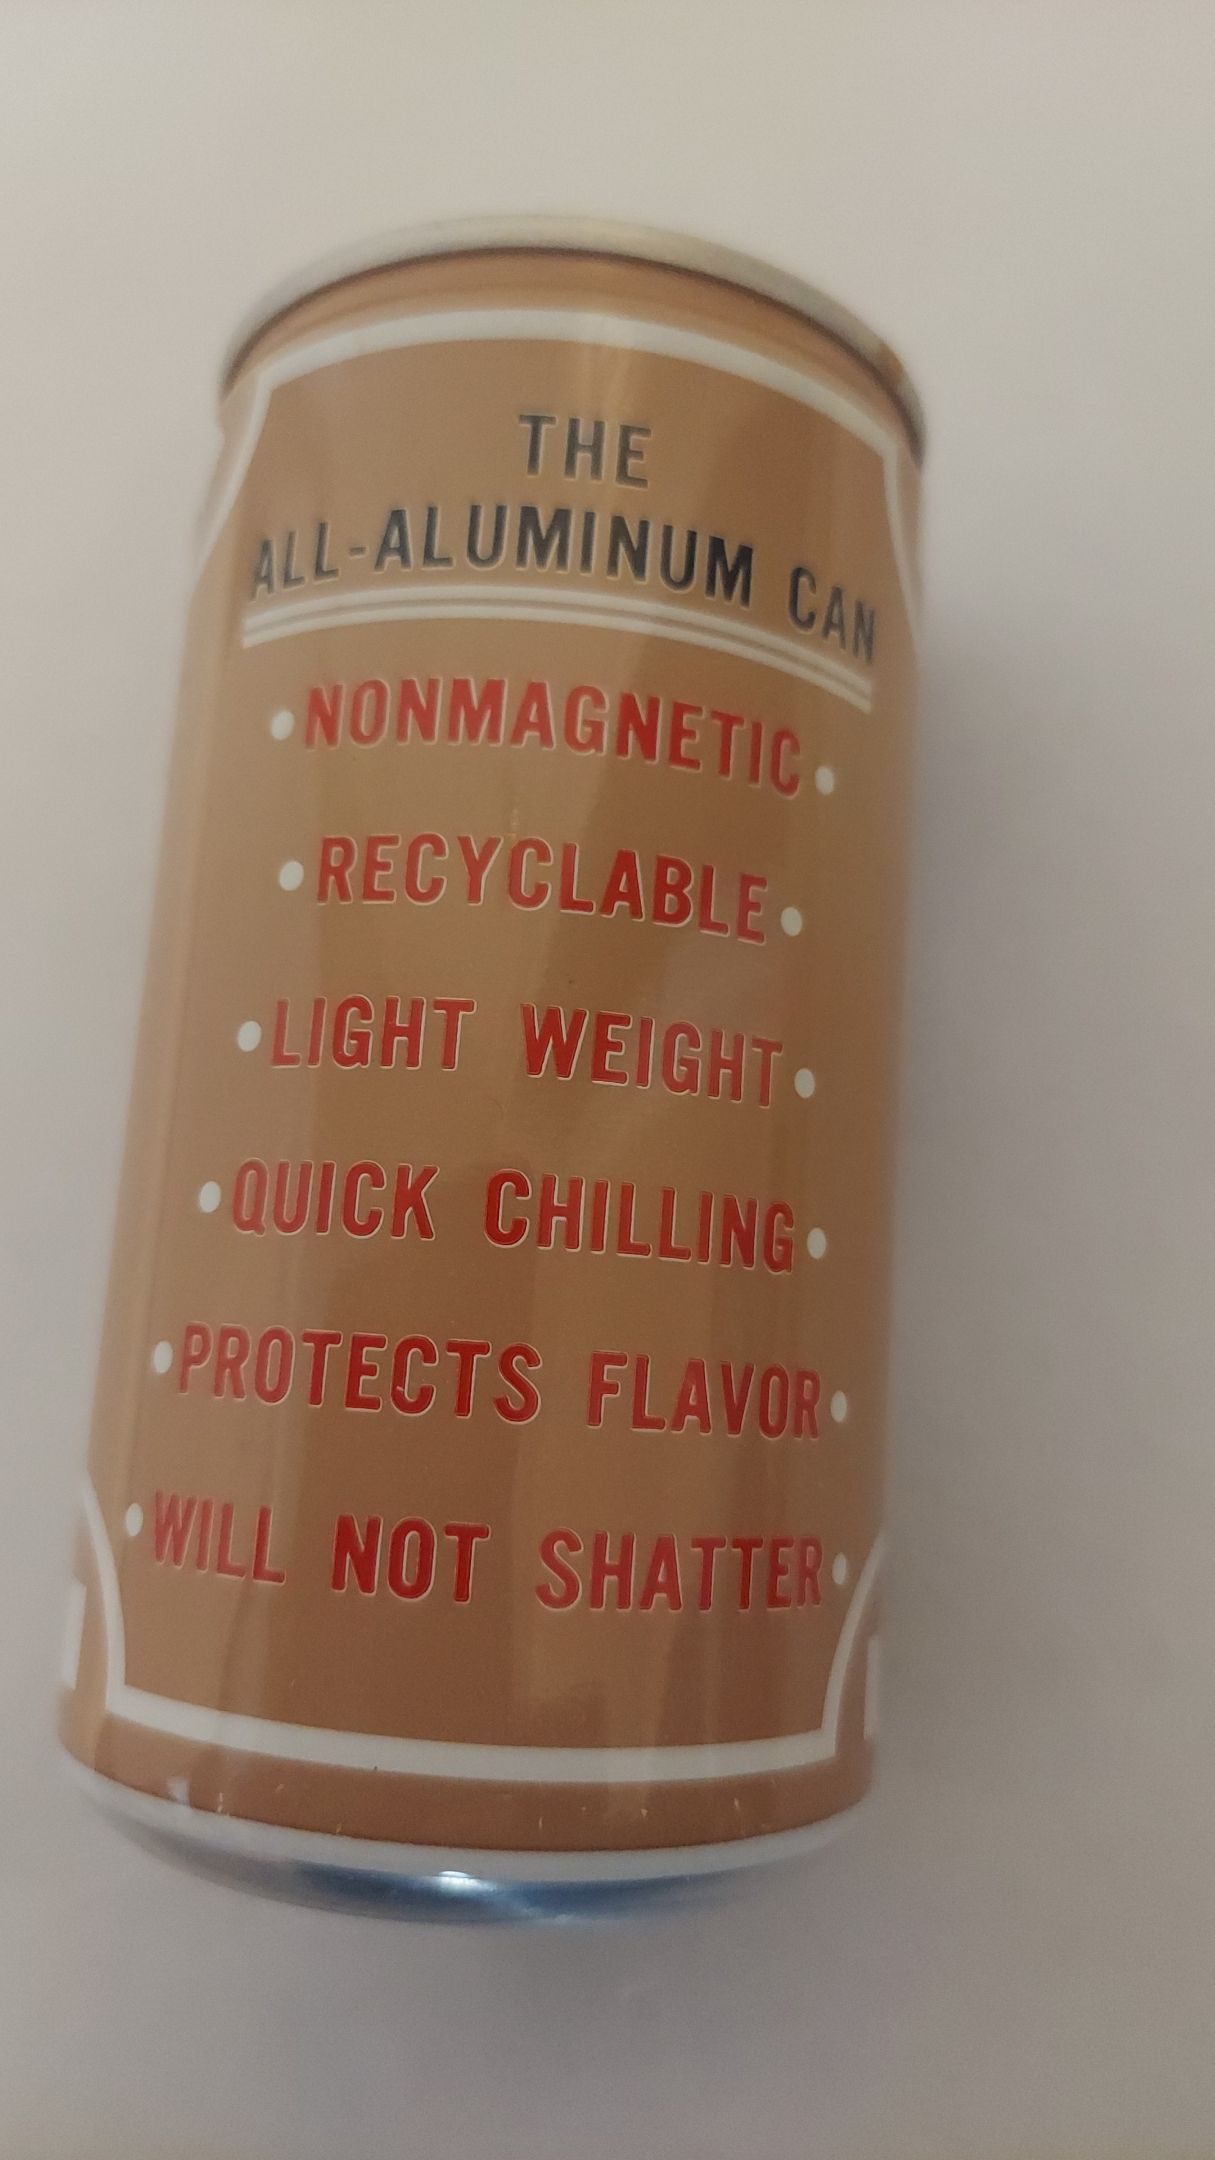 THE
ALL-ALUMINUM CAN
•NONMAGNETIC•
•RECYCLABLE•
•LIGHT WEIGHT•
•QUICK CHILLING•
•PROTECTS FLAVOR•
•WILL NOT SHATTER•